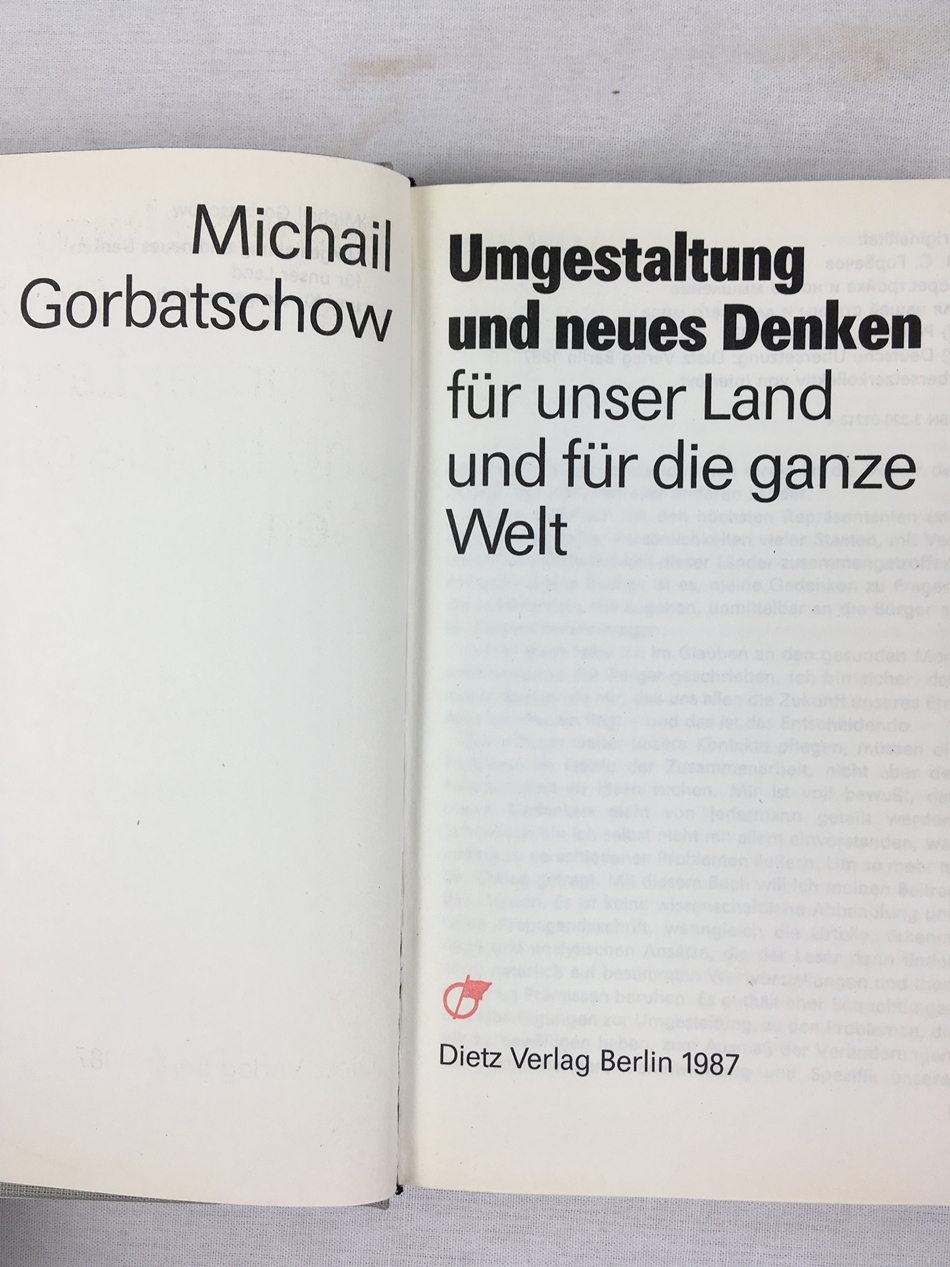 Michail
Gorbatschow
Umgestaltung
und neues Denken
für unser Land
und für die ganze
Welt
Dietz Verlag Berlin 1987